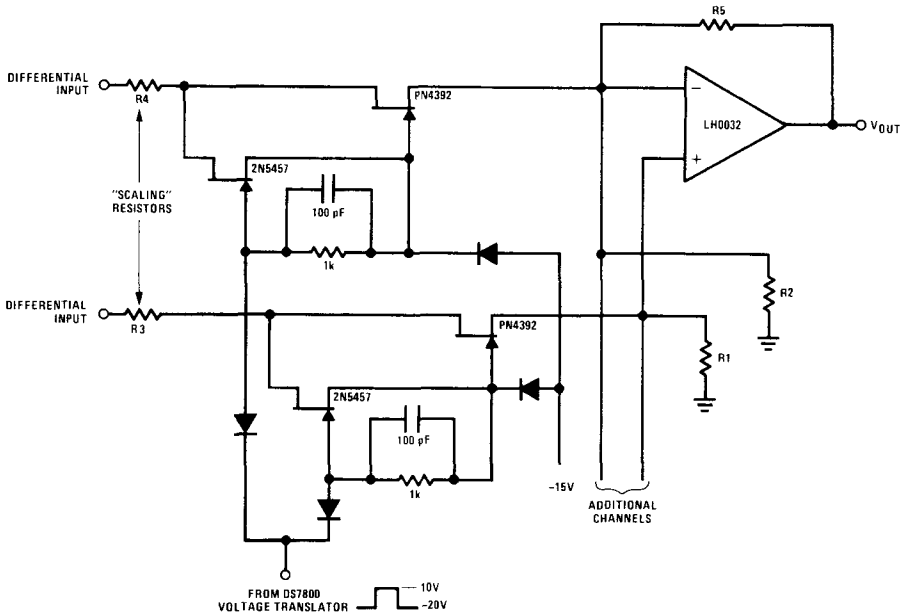 R5
DIFFERENTIAL
INPUT
R4
PN4392
−
LH0032
+
VOUT
2N5457
"SCALING"
RESISTORS
100 pF
1k
R2
DIFFERENTIAL
INPUT
R3
PN4392
R1
2N5457
100 pF
1k
−15V
ADDITIONAL
CHANNELS
FROM DS7800
VOLTAGE TRANSLATOR
10V
−20V